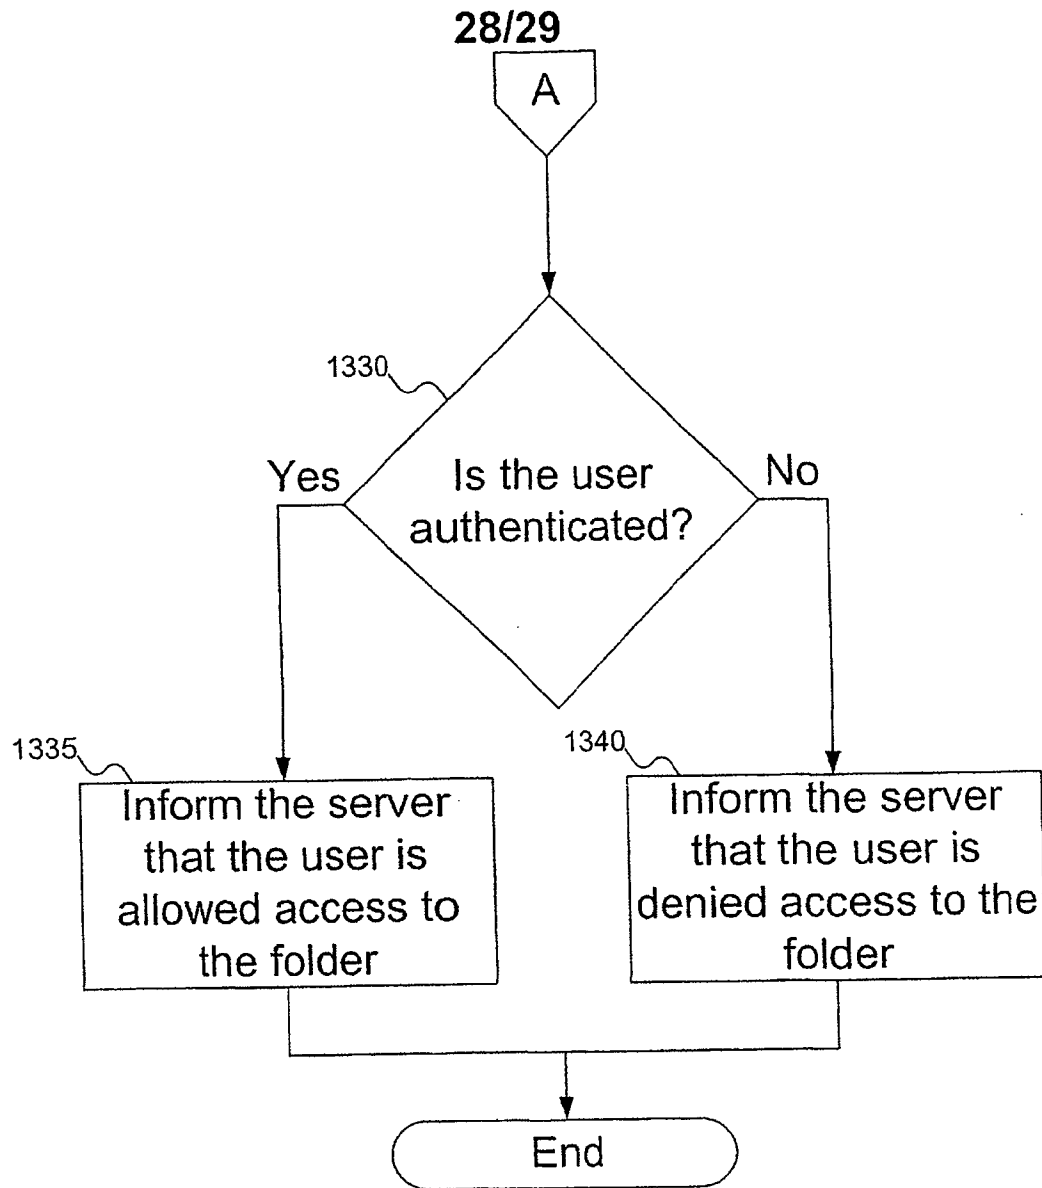 28/29
A
1330
Is the user
authenticated?
Yes
No
1335
Inform the server
that the user is
allowed access to
the folder
1340
Inform the server
that the user is
denied access to the
folder
End